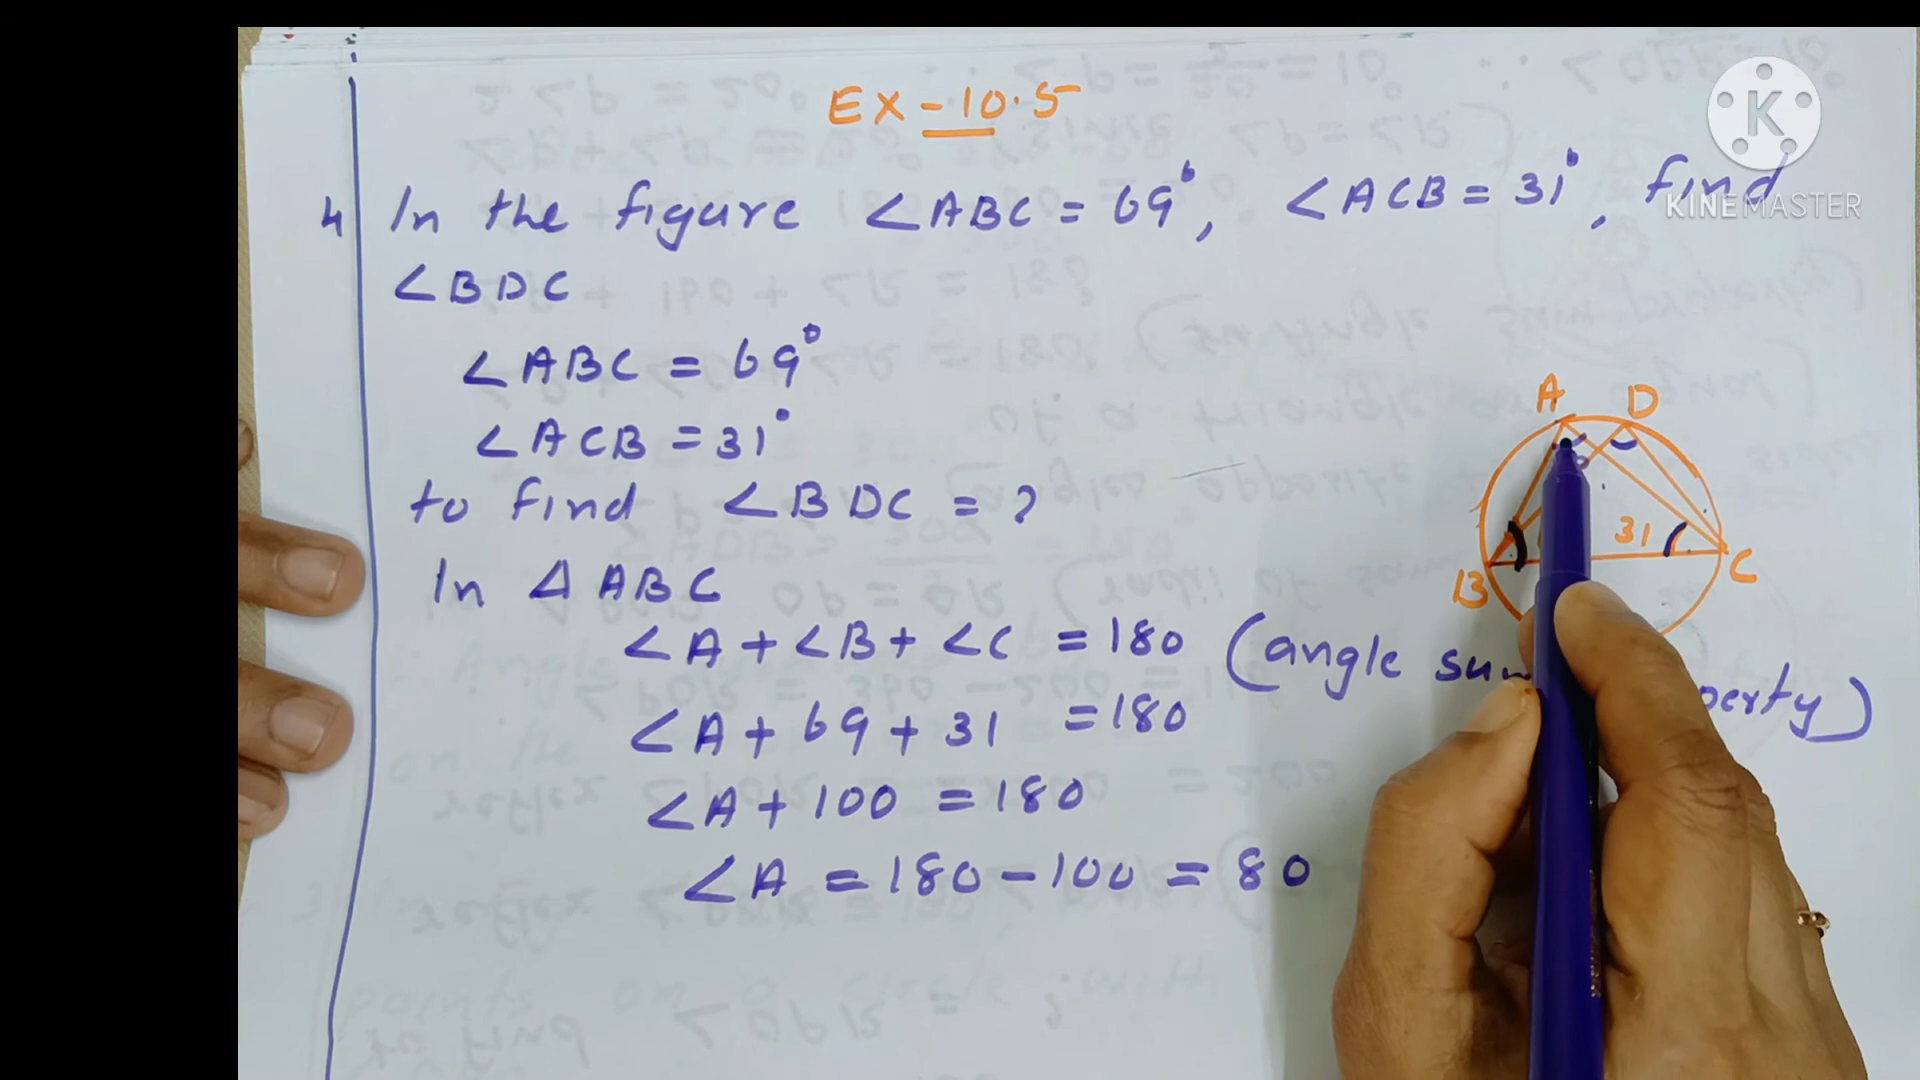 EX-10.5
4 In the figure ∠ABC = 69°, ∠ACB = 31°, find
∠BDC
∠ABC = 69°
∠ACB = 31°
to find ∠BDC = ?
In △ABC
∠A + ∠B + ∠C = 180 (angle sum
∠A + 69 + 31 = 180
∠A + 100 = 180
∠A = 180 - 100 = 80
A D
31
B C
K
KINEMASTER